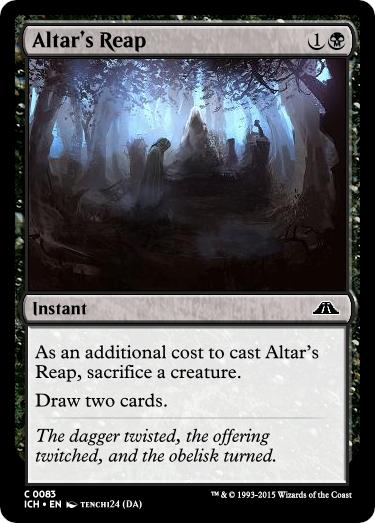 Altar's Reap 1
Instant
As an additional cost to cast Altar's
Reap, sacrifice a creature.
Draw two cards.
The dagger twisted, the offering
twitched, and the obelisk turned.
C 0083
ICH • EN TENCH124 (DA)
™ & © 1993-2015 Wizards of the Coast